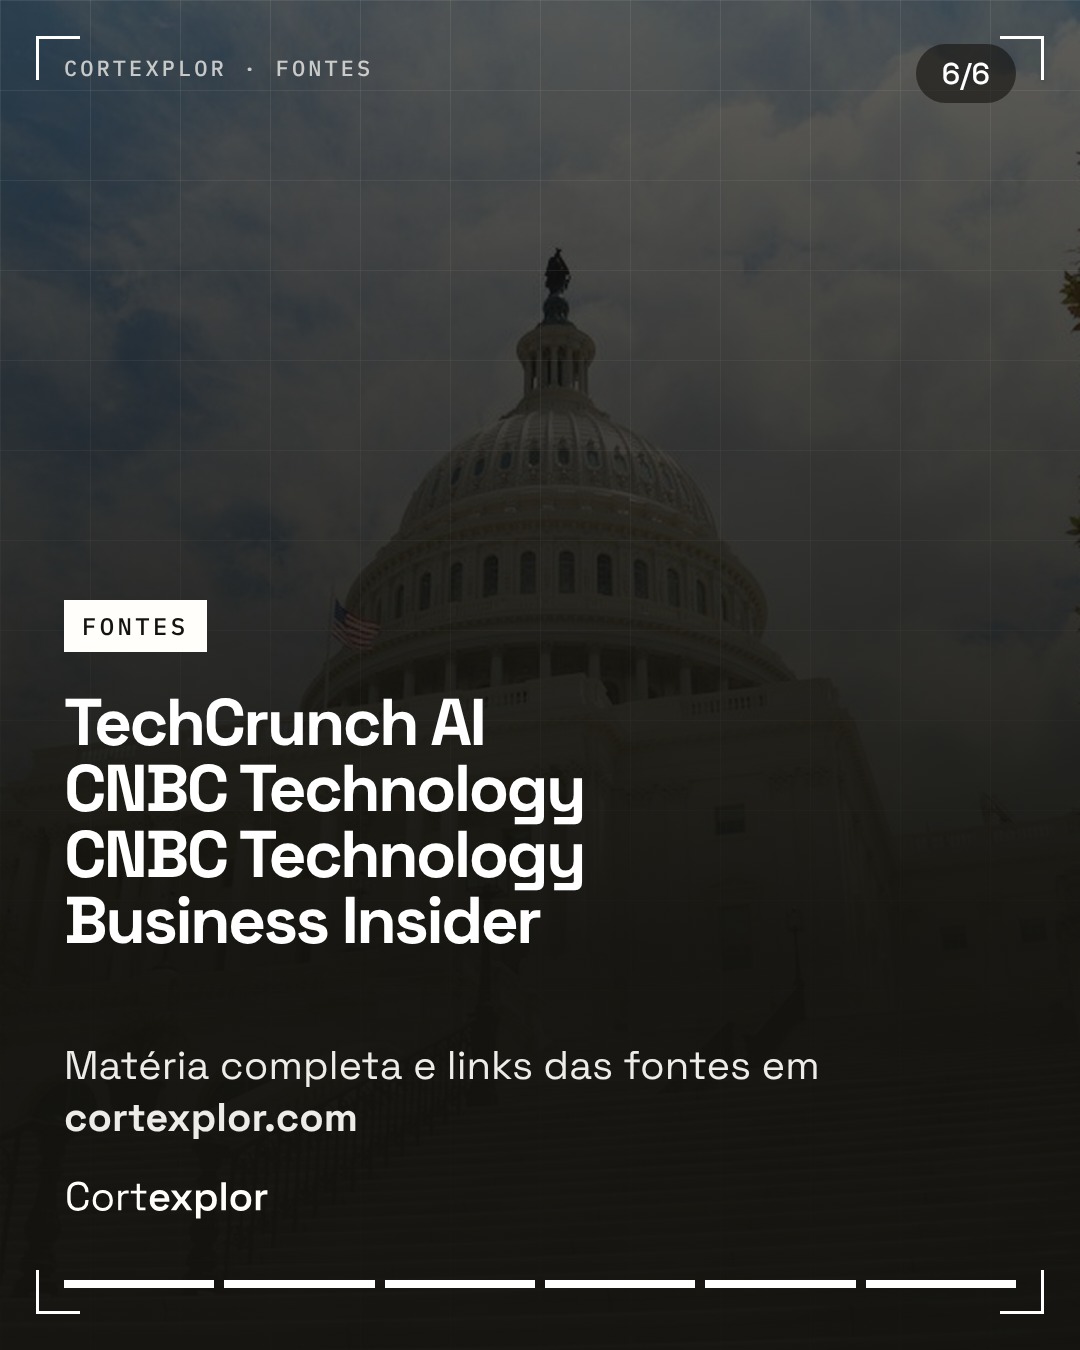 CORTEXPLOR · FONTES
6/6
FONTES
TechCrunch AI
CNBC Technology
CNBC Technology
Business Insider
Matéria completa e links das fontes em
cortexplor.com
Cortexplor